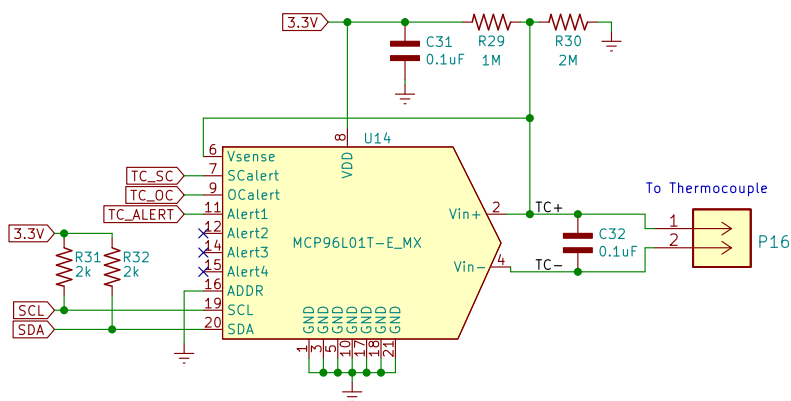 3.3V
C31
0.1uF
R29
1M
R30
2M
8
U14
VDD
6 Vsense
TC_SC 7 SCalert
TC_OC 9 OCalert
TC_ALERT 11 Alert1
12 Alert2
14 Alert3
15 Alert4
16 ADDR
19 SCL
20 SDA
MCP96L01T-E_MX
Vin+ 2 TC+
Vin- 4 TC-
C32
0.1uF
To Thermocouple
1
2
P16
3.3V
R31
2k
R32
2k
SCL
SDA
GND GND GND GND GND GND GND
1 3 5 10 17 18 21